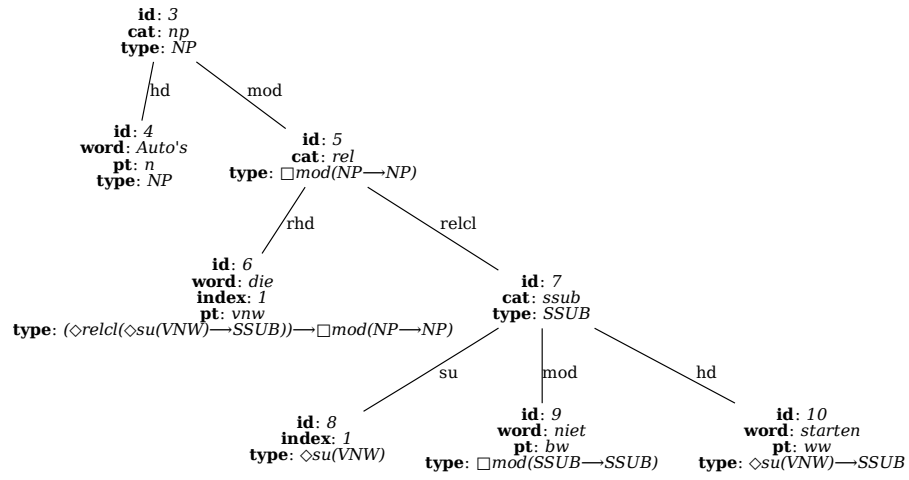 id: 3
cat: np
type: NP
hd
mod
id: 4
word: Auto's
pt: n
type: NP
id: 5
cat: rel
type: □mod(NP⟶NP)
rhd
relcl
id: 6
word: die
index: 1
pt: vnw
type: (◇relcl(◇su(VNW)⟶SSUB))⟶□mod(NP⟶NP)
id: 7
cat: ssub
type: SSUB
su
mod
hd
id: 8
index: 1
type: ◇su(VNW)
id: 9
word: niet
pt: bw
type: □mod(SSUB⟶SSUB)
id: 10
word: starten
pt: ww
type: ◇su(VNW)⟶SSUB